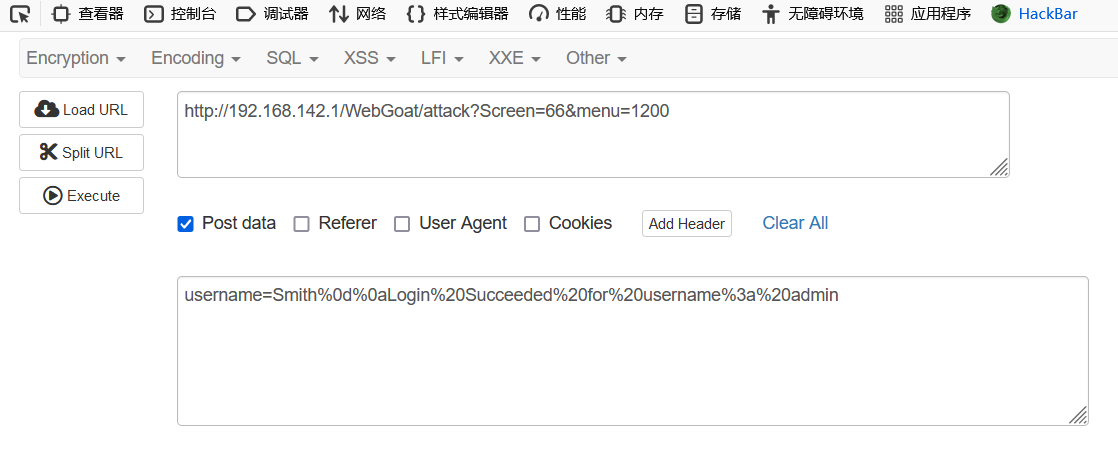 查看器 控制台 调试器 网络 样式编辑器 性能 内存 存储 无障碍环境 应用程序 HackBar
Encryption Encoding SQL XSS LFI XXE Other
Load URL
http://192.168.142.1/WebGoat/attack?Screen=66&menu=1200
Split URL
Execute
Post data Referer User Agent Cookies Add Header Clear All
username=Smith%0d%0aLogin%20Succeeded%20for%20username%3a%20admin